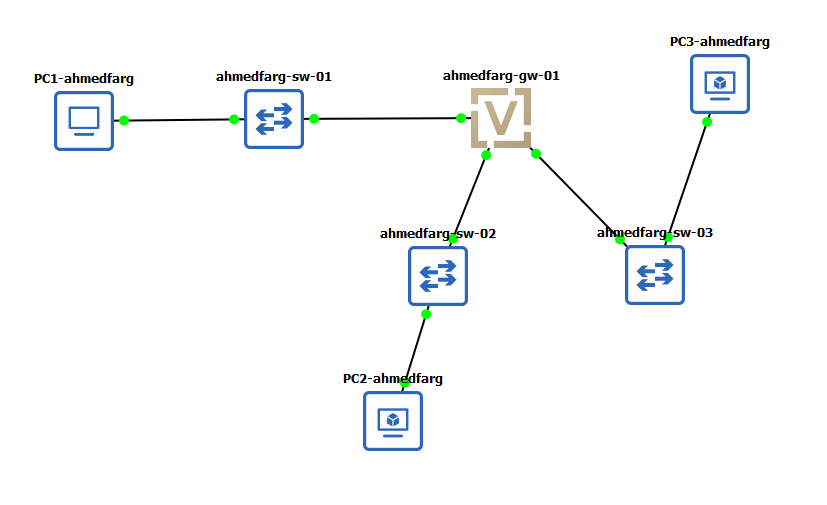 PC3-ahmedfarg
PC1-ahmedfarg
ahmedfarg-sw-01
ahmedfarg-gw-01
V
ahmedfarg-sw-02
ahmedfarg-sw-03
PC2-ahmedfarg